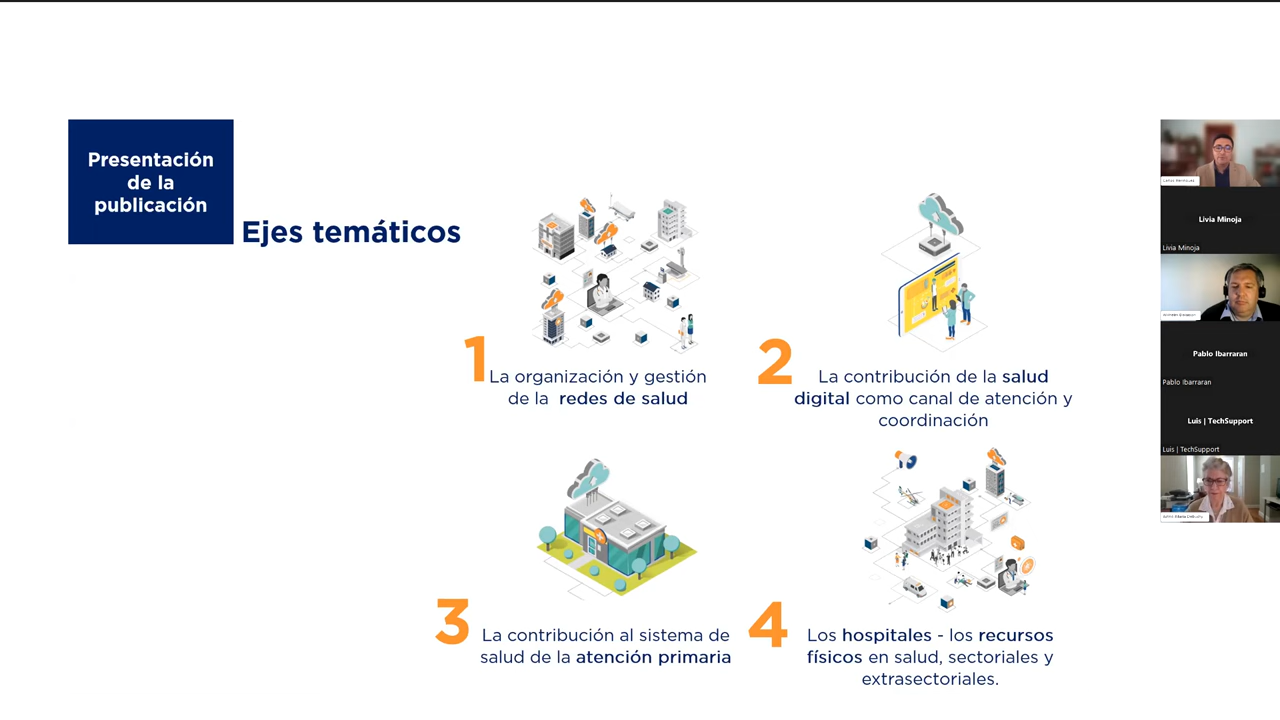 Presentación
de la
publicación
Ejes temáticos
1
La organización y gestión
de la redes de salud
2
La contribución de la salud
digital como canal de atención y
coordinación
3
La contribución al sistema de
salud de la atención primaria
4
Los hospitales - los recursos
físicos en salud, sectoriales y
extrasectoriales.
Livia Minoja
Livia Minoja
Pablo Ibarraran
Pablo Ibarraran
Luis | TechSupport
Luis | TechSupport